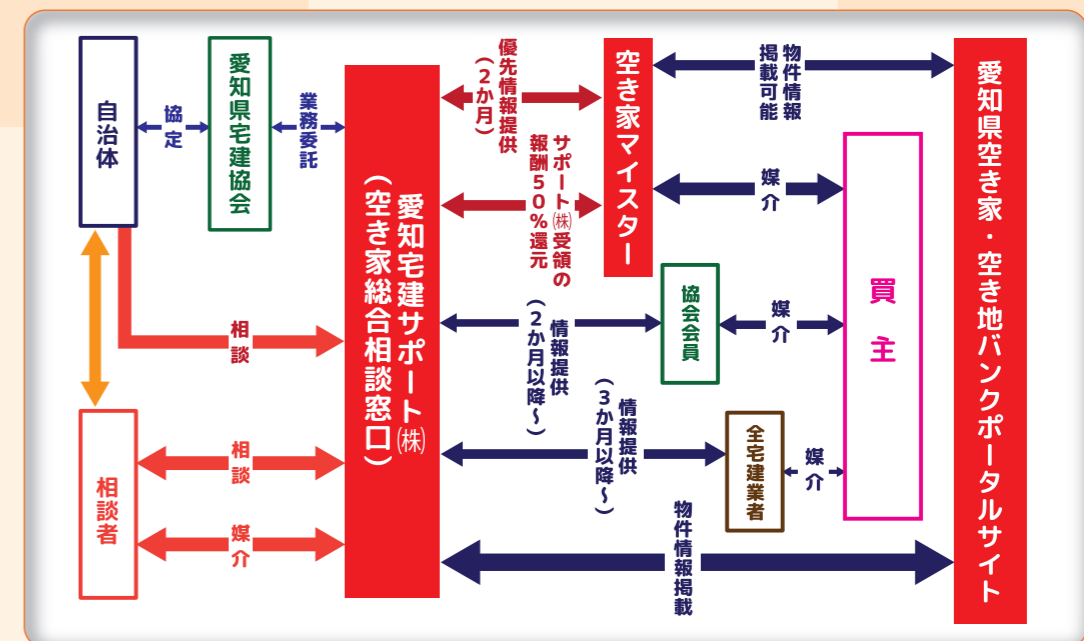 自治体
協定
愛知県宅建協会
業務委託
愛知宅建サポート㈱
(空き家総合相談窓口)
優先情報提供
(2か月)
サポート㈱受領の
報酬50%還元
空き家マイスター
物件情報
掲載可能
愛知県空き家・空き地バンクポータルサイト
媒介
買主
相談
情報提供
(2か月以降~)
協会会員
媒介
情報提供
(3か月以降~)
全宅建業者
媒介
相談者
相談
媒介
物件情報掲載